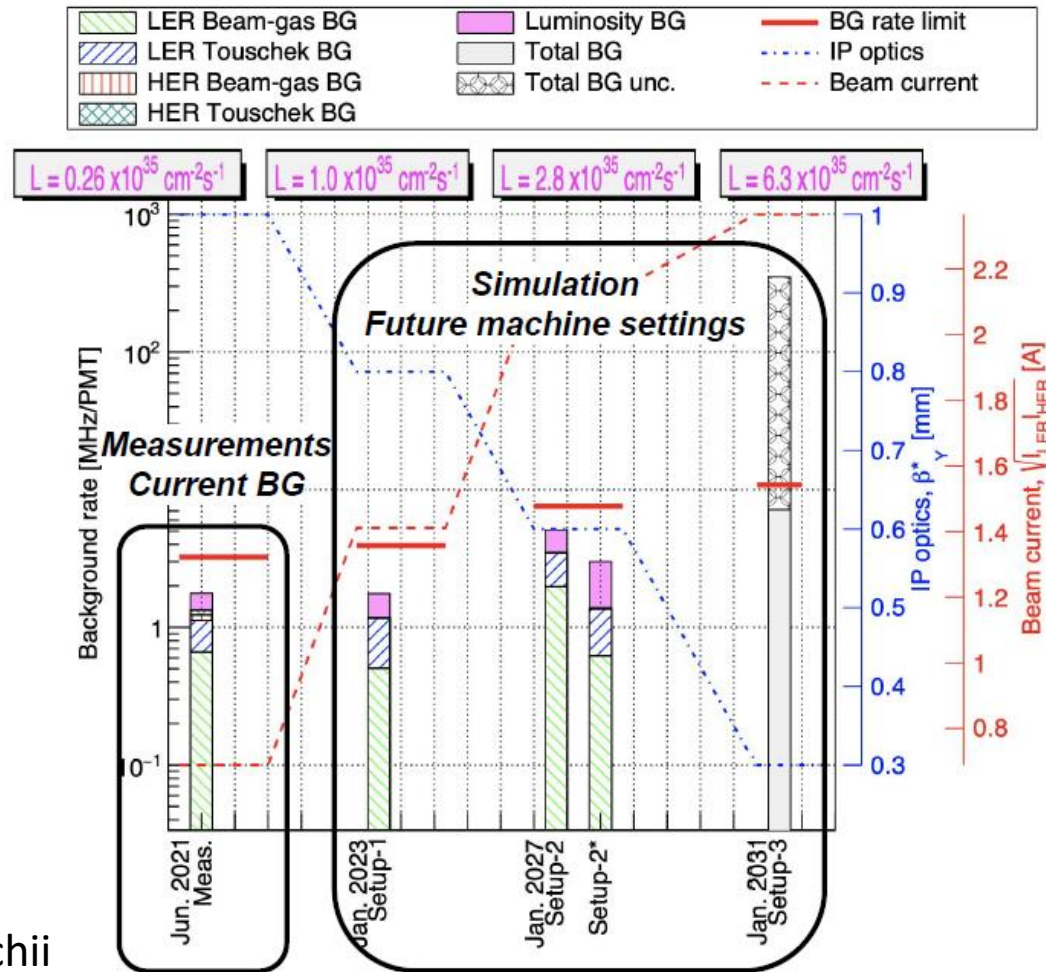 LER Beam-gas BG
LER Touschek BG
HER Beam-gas BG
HER Touschek BG
Luminosity BG
Total BG
Total BG unc.
BG rate limit
IP optics
Beam current
L = 0.26 x10³⁵ cm⁻²s⁻¹
L = 1.0 x10³⁵ cm⁻²s⁻¹
L = 2.8 x10³⁵ cm⁻²s⁻¹
L = 6.3 x10³⁵ cm⁻²s⁻¹
Background rate [MHz/PMT]
10³
10²
1
10⁻¹
Measurements
Current BG
Simulation
Future machine settings
1
0.9
0.8
0.7
0.6
0.5
0.4
0.3
IP optics, β*Y [mm]
2.2
2
1.8
1.6
1.4
1.2
1
0.8
Beam current, √I_LER I_HER [A]
Jun. 2021
Meas.
Jan. 2023
Setup-1
Jan. 2027
Setup-2
Setup-2*
Jan. 2031
Setup-3
chii